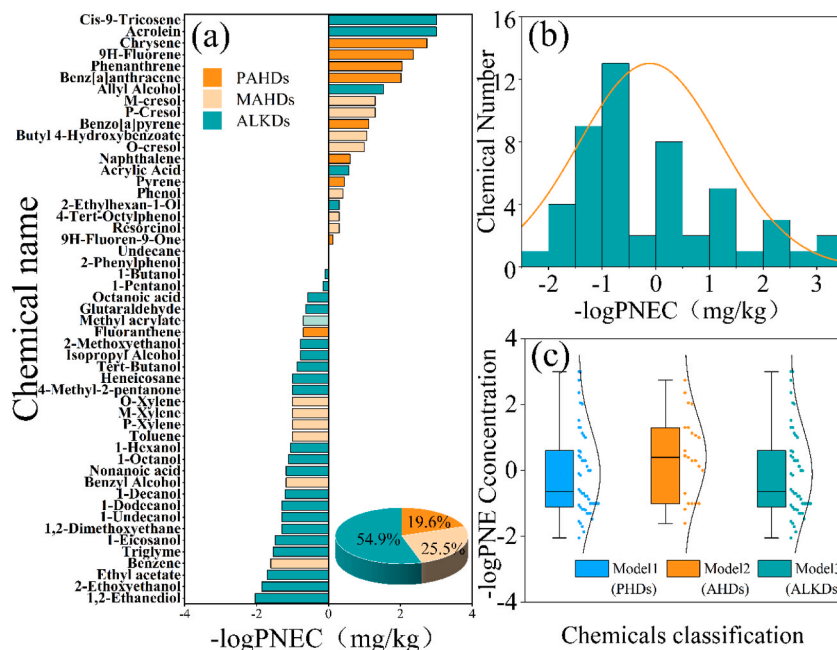 (a)
Chemical name
Cis-9-Tricosene
Acrolein
Chrysene
9H-Fluorene
Phenanthrene
Benz[a]anthracene
Allyl Alcohol
M-cresol
P-Cresol
Benzo[a]pyrene
Butyl 4-Hydroxybenzoate
O-cresol
Naphthalene
Acrylic Acid
Pyrene
Phenol
2-Ethylhexan-1-Ol
4-Tert-Octylphenol
Resorcinol
9H-Fluoren-9-One
Undecane
2-Phenylphenol
1-Butanol
1-Pentanol
Octanoic acid
Glutaraldehyde
Methyl acrylate
Fluoranthene
2-Methoxyethanol
Isopropyl Alcohol
Tert-Butanol
Heneicosane
4-Methyl-2-pentanone
O-Xylene
M-Xylene
P-Xylene
Toluene
1-Hexanol
1-Octanol
Nonanoic acid
Benzyl Alcohol
1-Decanol
1-Dodecanol
1-Undecanol
1,2-Dimethoxyethane
1-Eicosanol
Triglyme
Benzene
Ethyl acetate
2-Ethoxyethanol
1,2-Ethanediol
PAHDs
MAHDs
ALKDs
19.6%
54.9%
25.5%
-4 -2 0 2 4
-logPNEC（mg/kg）
(b)
Chemical Number
16
12
8
4
0
-2 -1 0 1 2 3
-logPNEC（mg/kg）
(c)
-logPNE Cconcentration
4
2
0
-2
-4
Model1 Model2 Model3
(PHDs) (AHDs) (ALKDs)
Chemicals classification